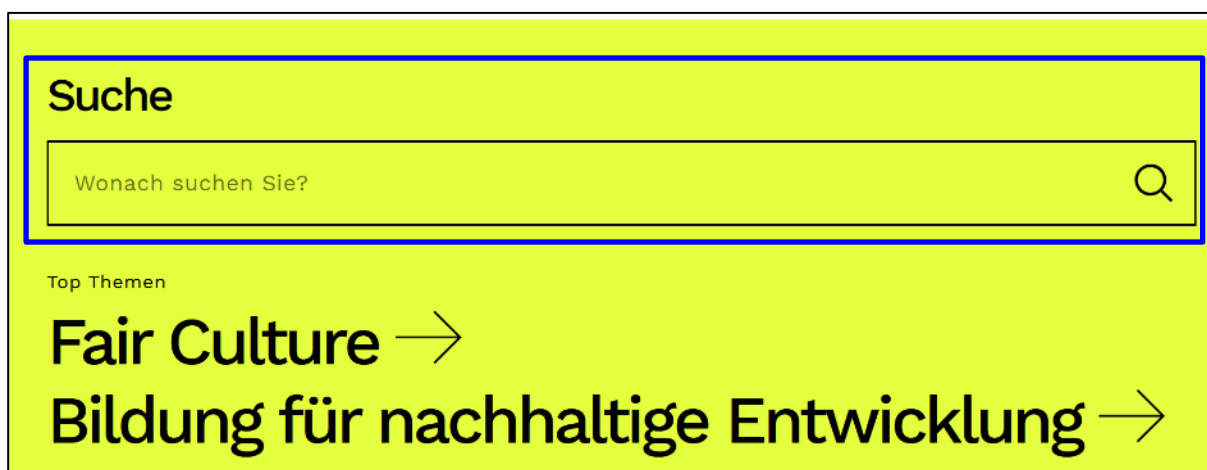 Suche
Wonach suchen Sie?
Top Themen
Fair Culture →
Bildung für nachhaltige Entwicklung →